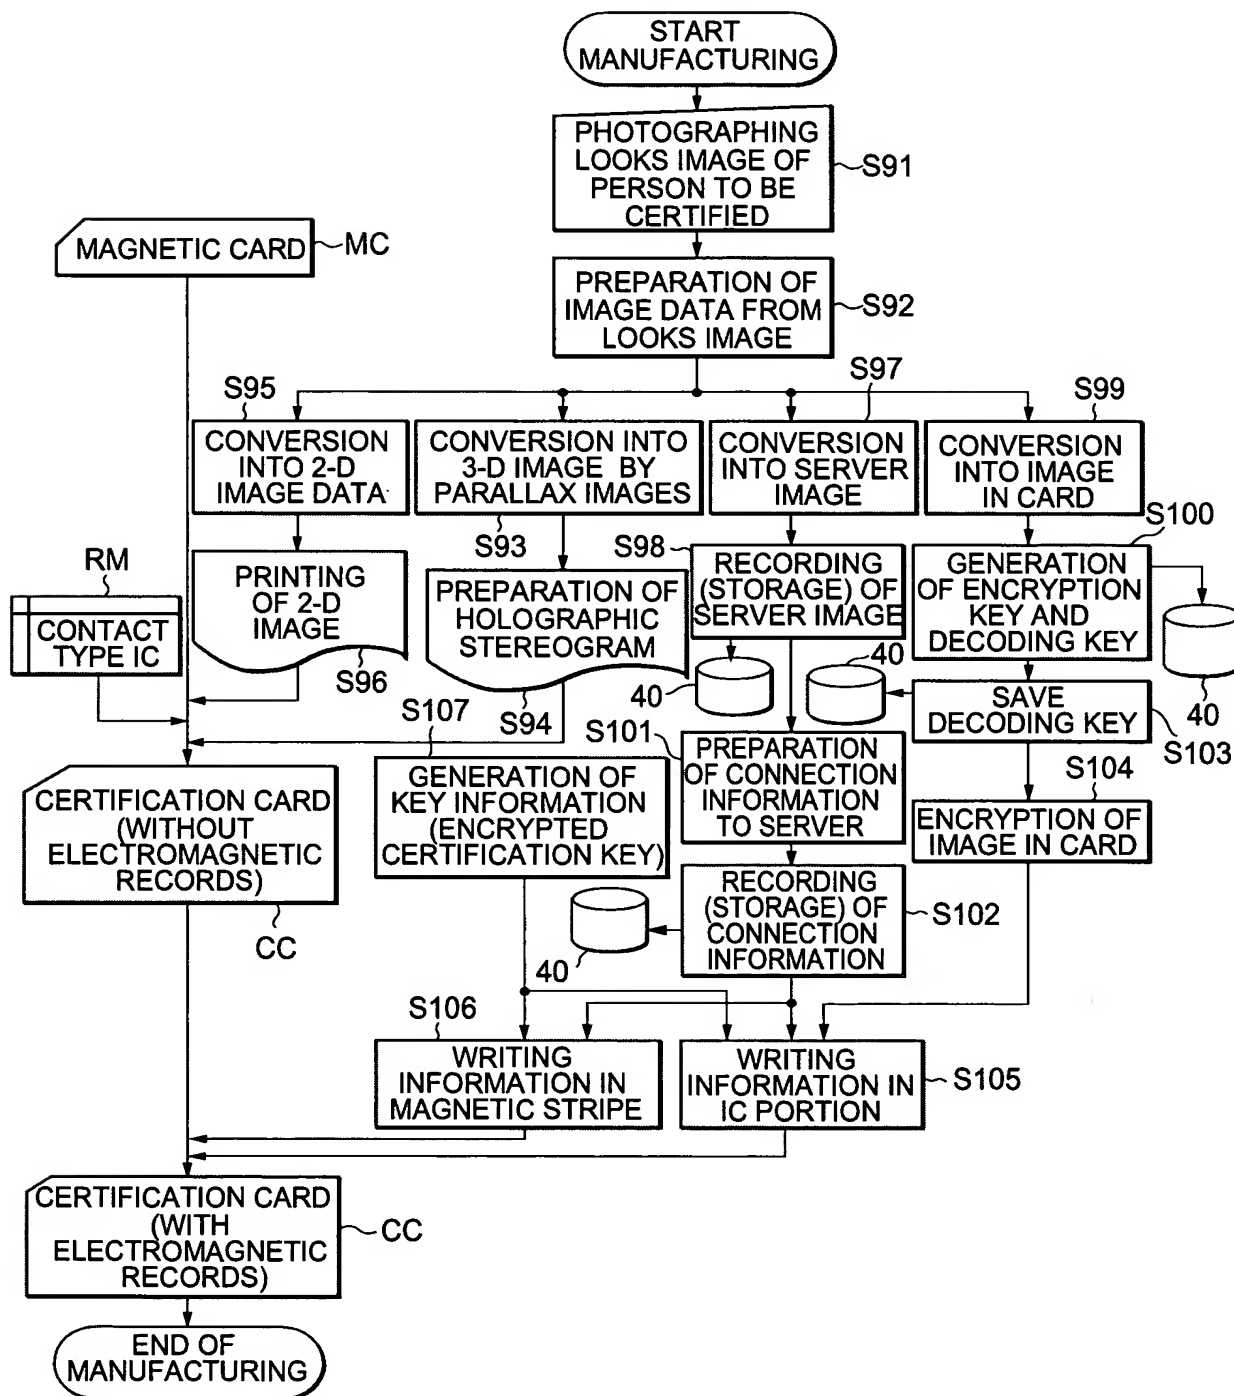 START
MANUFACTURING
PHOTOGRAPHING
LOOKS IMAGE OF
PERSON TO BE
CERTIFIED
S91
MAGNETIC CARD
MC
PREPARATION OF
IMAGE DATA FROM
LOOKS IMAGE
S92
S95
S97
S99
CONVERSION
INTO 2-D
IMAGE DATA
CONVERSION INTO
3-D IMAGE BY
PARALLAX IMAGES
CONVERSION
INTO SERVER
IMAGE
CONVERSION
INTO IMAGE
IN CARD
S93
S98
S100
RM
CONTACT
TYPE IC
PRINTING
OF 2-D
IMAGE
S96
PREPARATION OF
HOLOGRAPHIC
STEREOGRAM
S94
RECORDING
(STORAGE) OF
SERVER IMAGE
40
GENERATION
OF ENCRYPTION
KEY AND
DECODING KEY
40
40
SAVE
DECODING KEY
S103
S107
S101
S104
CERTIFICATION CARD
(WITHOUT
ELECTROMAGNETIC
RECORDS)
CC
GENERATION OF
KEY INFORMATION
(ENCRYPTED
CERTIFICATION KEY)
PREPARATION
OF CONNECTION
INFORMATION
TO SERVER
ENCRYPTION OF
IMAGE IN CARD
RECORDING
(STORAGE) OF
CONNECTION
INFORMATION
S102
40
S106
WRITING
INFORMATION IN
MAGNETIC STRIPE
WRITING
INFORMATION IN
IC PORTION
S105
CERTIFICATION CARD
(WITH
ELECTROMAGNETIC
RECORDS)
CC
END OF
MANUFACTURING